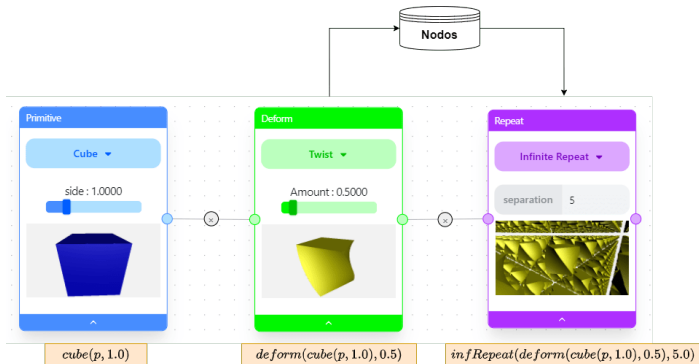 Nodos
Primitive
Cube
side : 1.0000
cube(p, 1.0)
Deform
Twist
Amount : 0.5000
deform(cube(p, 1.0), 0.5)
Repeat
Infinite Repeat
separation 5
infRepeat(deform(cube(p, 1.0), 0.5), 5.0)